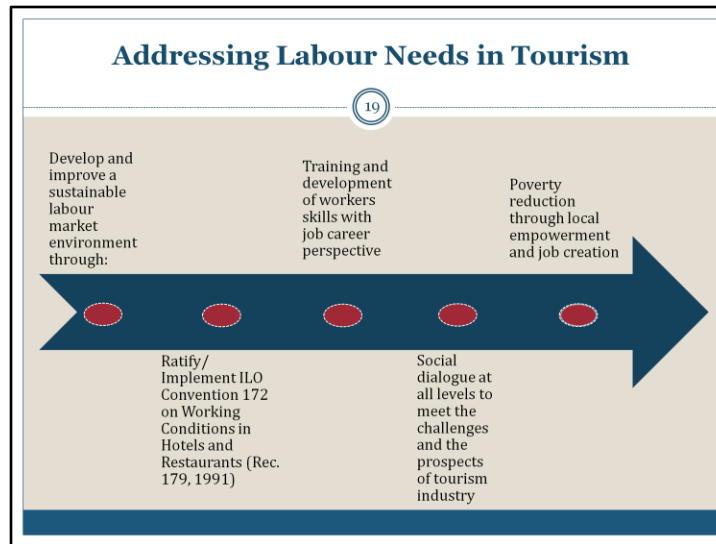 Addressing Labour Needs in Tourism
19
Develop and
improve a
sustainable
labour
market
environment
through:
Ratify/
Implement ILO
Convention 172
on Working
Conditions in
Hotels and
Restaurants (Rec.
179, 1991)
Training and
development
of workers
skills with
job career
perspective
Social
dialogue at
all levels to
meet the
challenges
and the
prospects
of tourism
industry
Poverty
reduction
through local
empowerment
and job creation